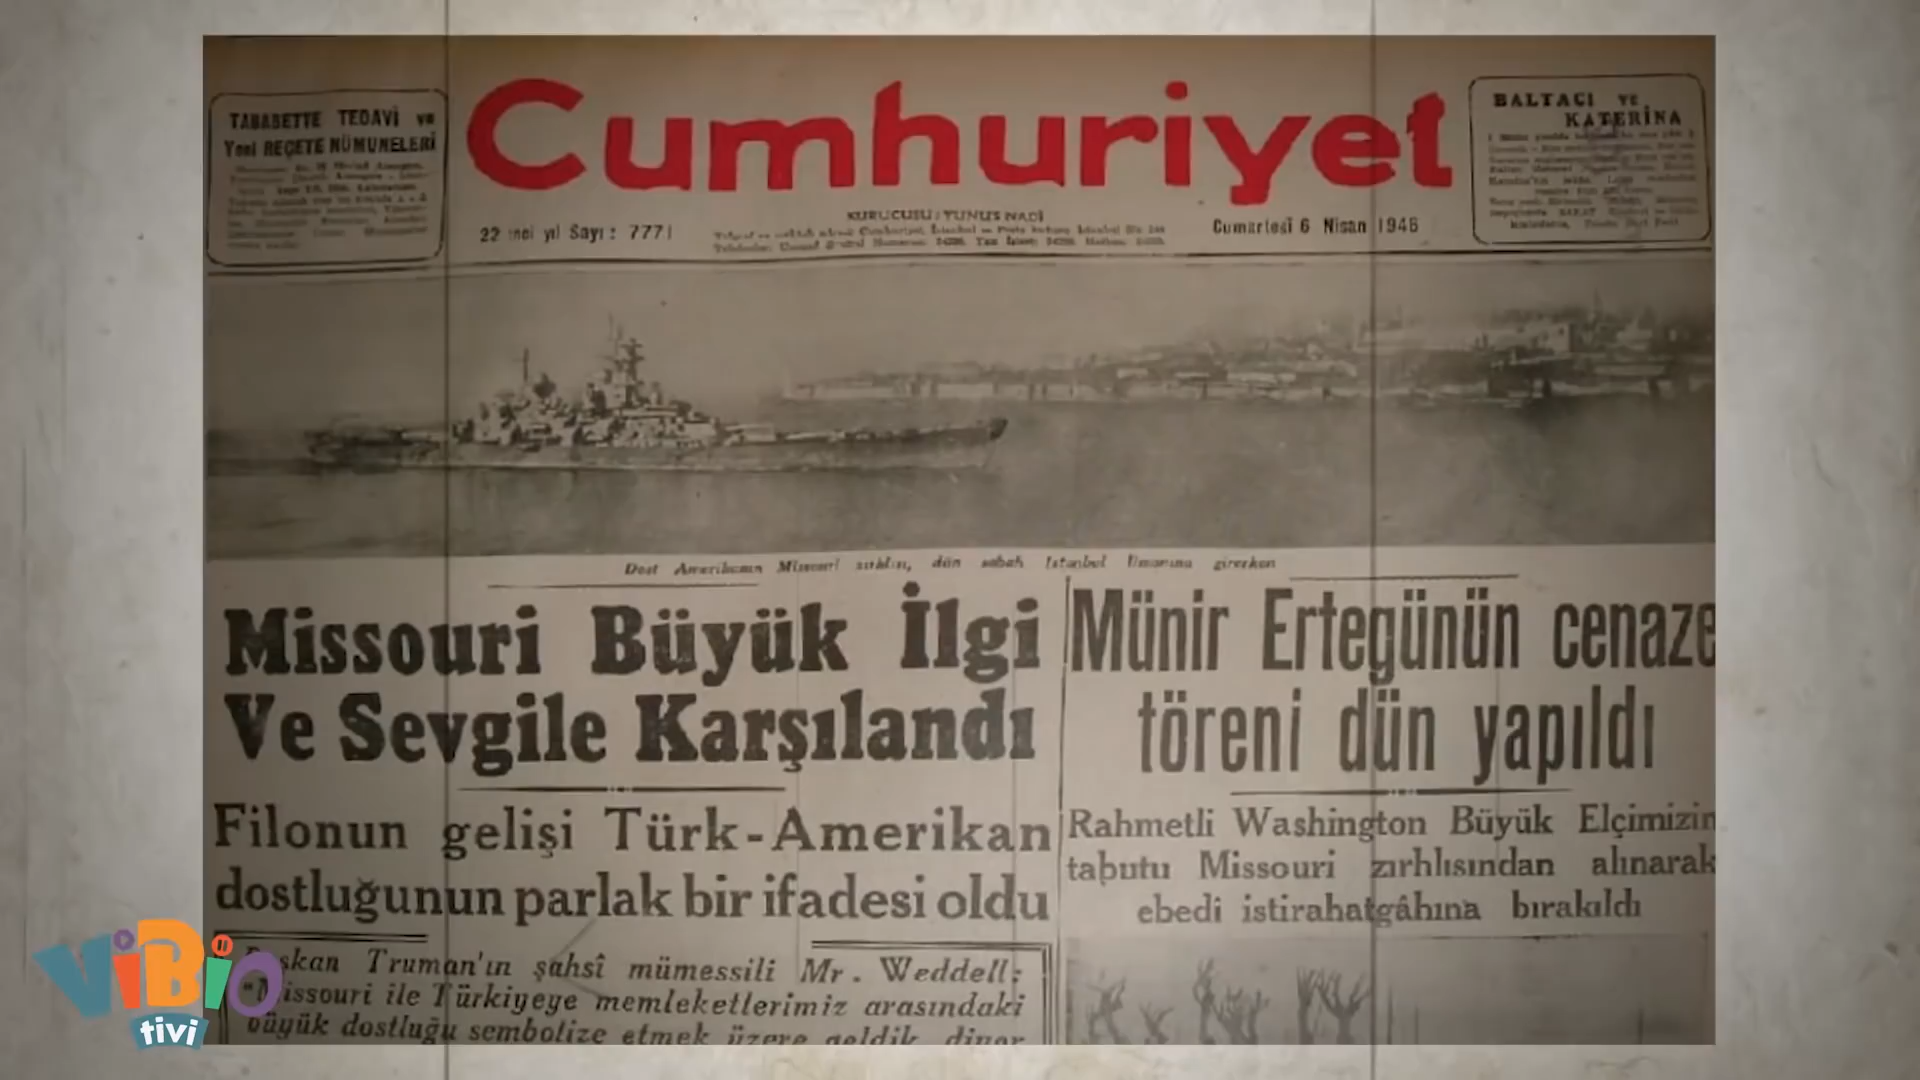 TABABETTE TEDAVİ ve
Yeni REÇETE NÜMUNELERİ
Cumhuriyet
BALTACI VE
KATERİNA
KURUCUSU: YUNUS NADİ
22 inci yıl Sayı: 7771
Cumartesi 6 Nisan 1946
Dost Amerikanın Missouri zırhlısı, dün sabah İstanbul limanına girerken
Missouri Büyük İlgi
Ve Sevgile Karşılandı
Filonun gelişi Türk-Amerikan
dostluğunun parlak bir ifadesi oldu
Başkan Truman'ın şahsî mümessili Mr. Weddell:
"Missouri ile Türkiyeye memleketlerimiz arasındaki
büyük dostluğu sembolize etmek üzere geldik, diyor
Münir Ertegünün cenaze
töreni dün yapıldı
Rahmetli Washington Büyük Elçimizin
tabutu Missouri zırhlısından alınarak
ebedi istirahatgâhına bırakıldı
ViBiO
tivi